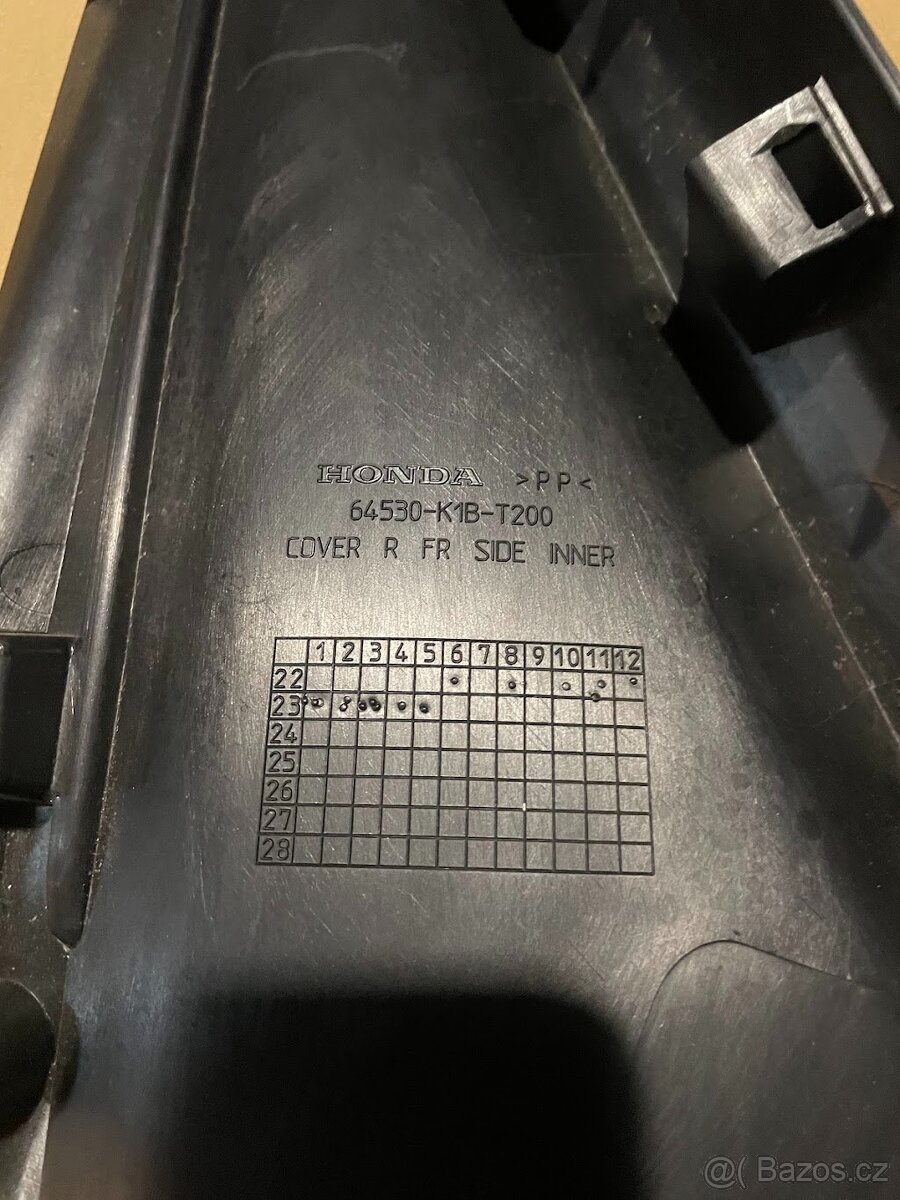 HONDA >PP<
64530-K1B-T200
COVER R FR SIDE INNER
1 2 3 4 5 6 7 8 9 10 11 12
22
23
24
25
26
27
28
@( Bazos.cz